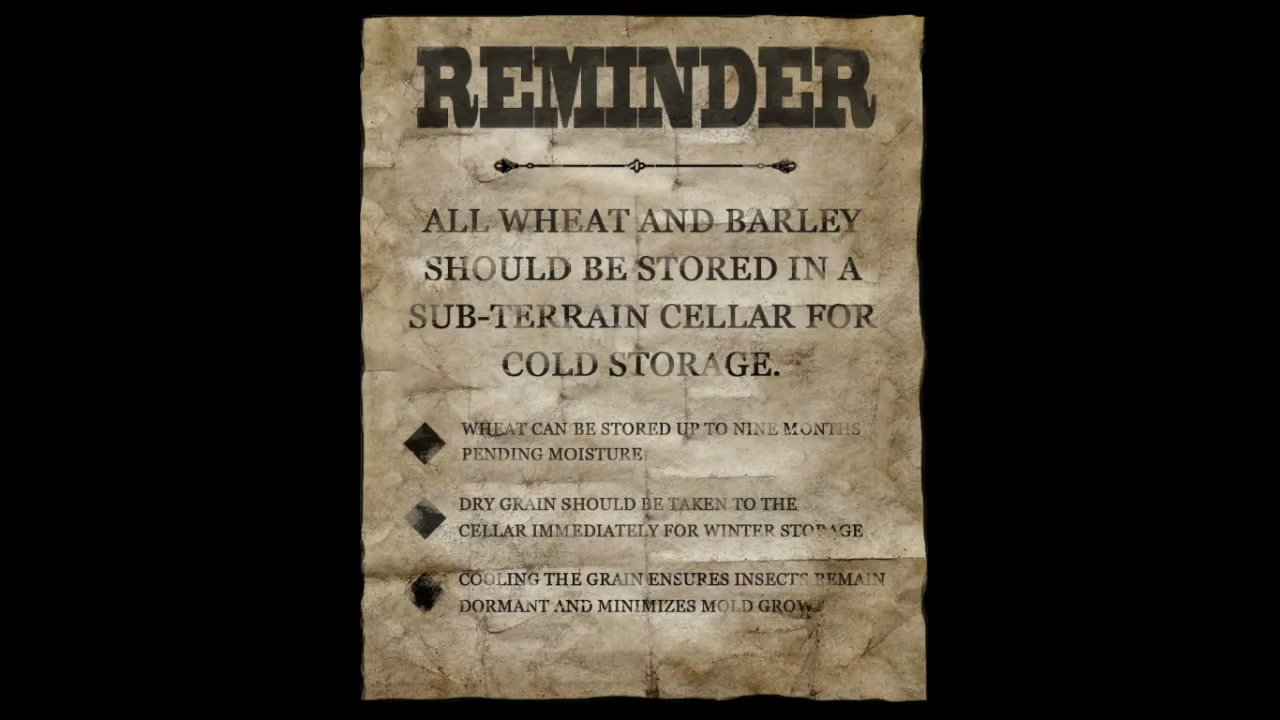 REMINDER
ALL WHEAT AND BARLEY
SHOULD BE STORED IN A
SUB-TERRAIN CELLAR FOR
COLD STORAGE.
WHEAT CAN BE STORED UP TO NINE MONTHS
PENDING MOISTURE
DRY GRAIN SHOULD BE TAKEN TO THE
CELLAR IMMEDIATELY FOR WINTER STORAGE
COOLING THE GRAIN ENSURES INSECTS REMAIN
DORMANT AND MINIMIZES MOLD